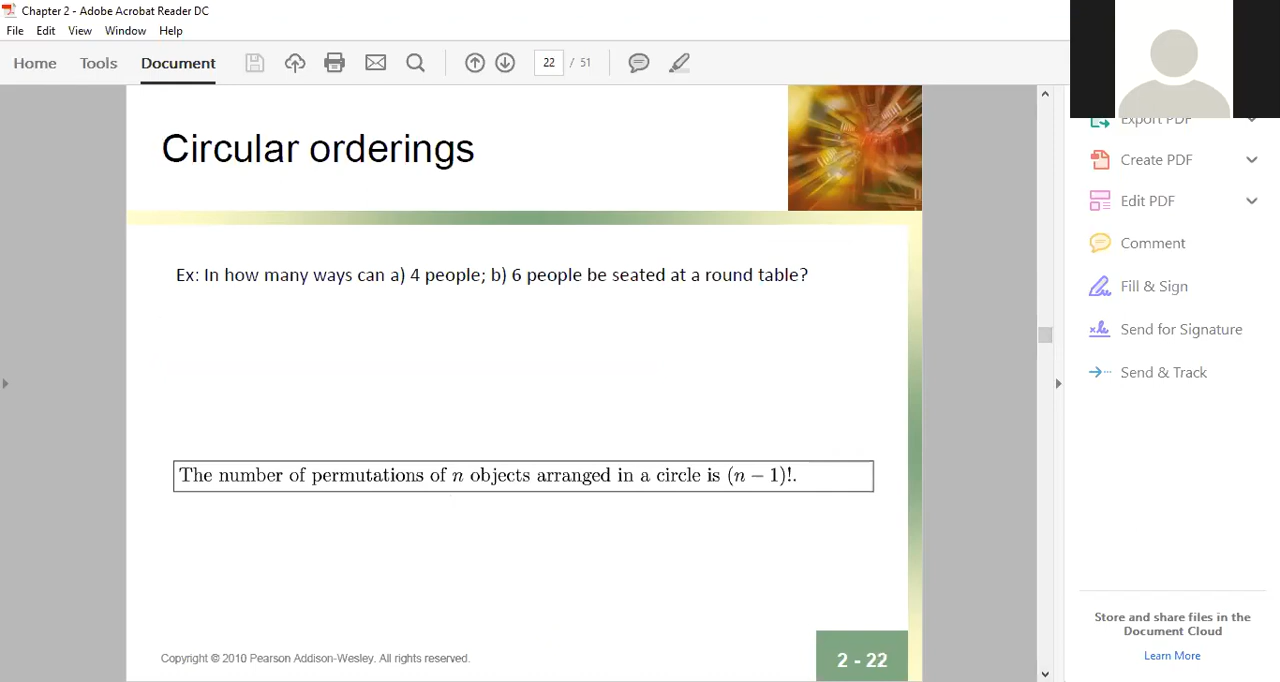 Chapter 2 - Adobe Acrobat Reader DC
File Edit View Window Help
Home Tools Document 22 / 51
Circular orderings
Ex: In how many ways can a) 4 people; b) 6 people be seated at a round table?
The number of permutations of n objects arranged in a circle is (n − 1)!.
Copyright © 2010 Pearson Addison-Wesley. All rights reserved.
2 - 22
Export PDF
Create PDF
Edit PDF
Comment
Fill & Sign
Send for Signature
Send & Track
Store and share files in the
Document Cloud
Learn More